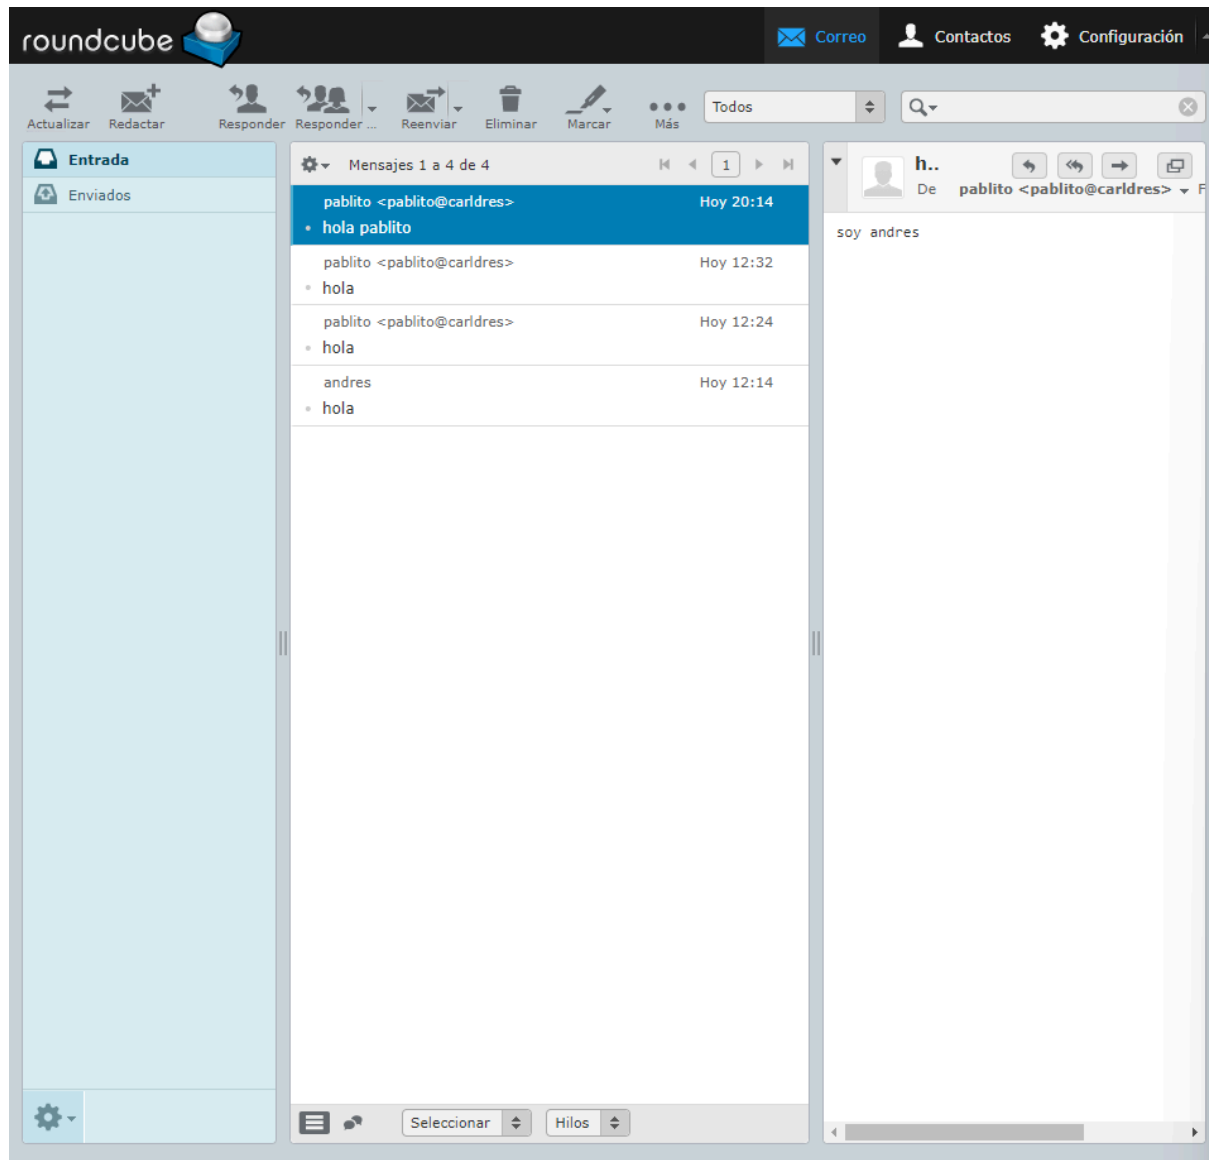 roundcube
Correo
Contactos
Configuración
Actualizar
Redactar
Responder
Responder ...
Reenviar
Eliminar
Marcar
Más
Todos
Entrada
Enviados
Mensajes 1 a 4 de 4
1
pablito <pablito@carldres>
Hoy 20:14
hola pablito
pablito <pablito@carldres>
Hoy 12:32
hola
pablito <pablito@carldres>
Hoy 12:24
hola
andres
Hoy 12:14
hola
Seleccionar
Hilos
h..
De pablito <pablito@carldres> F
soy andres